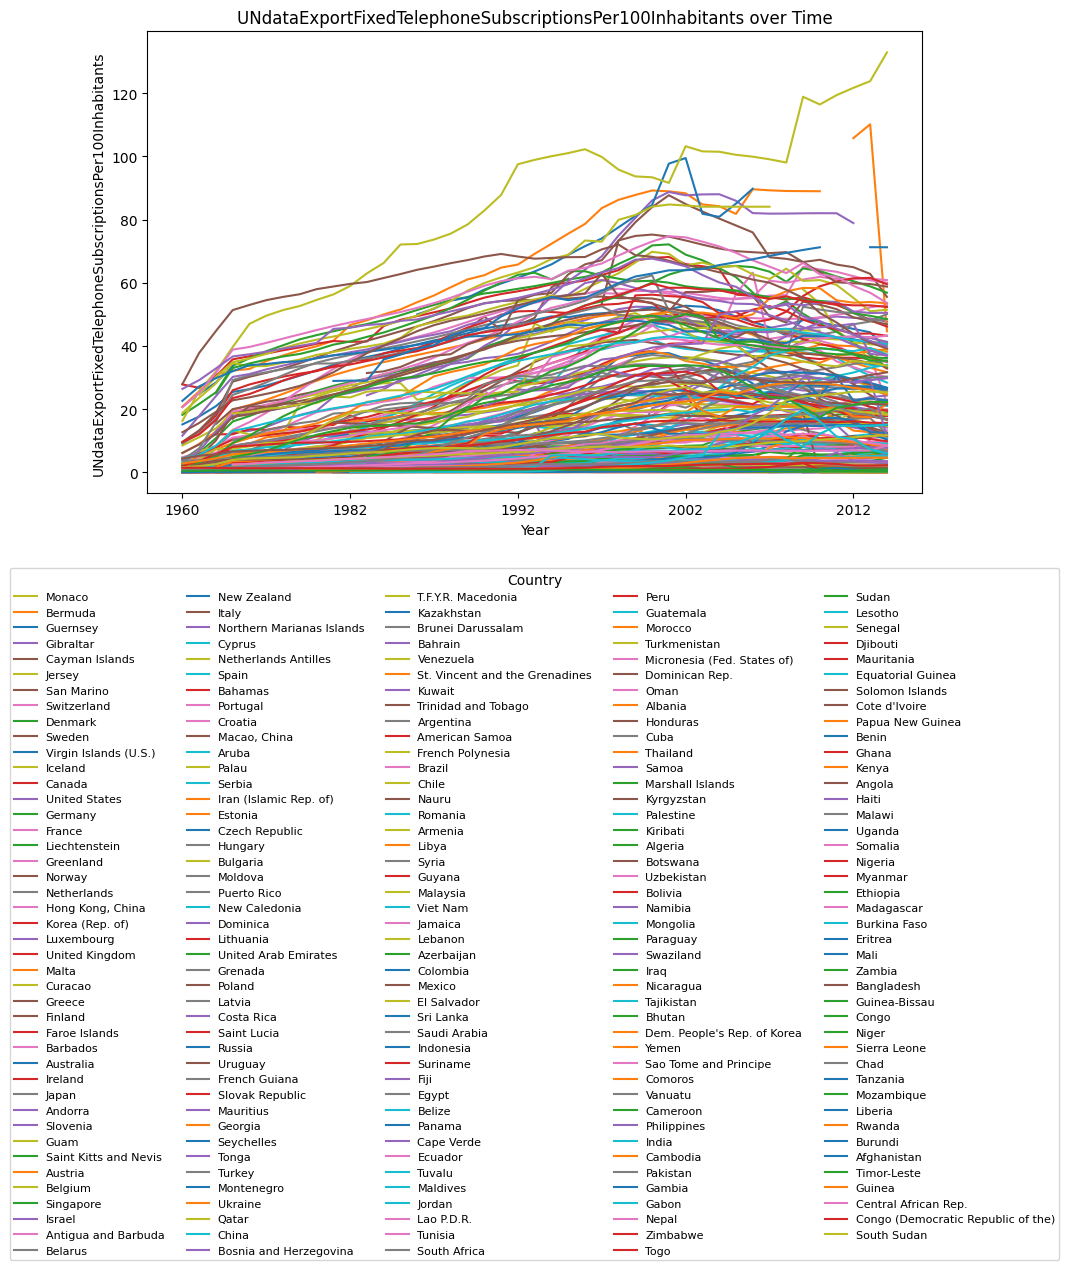 UNdataExportFixedTelephoneSubscriptionsPer100Inhabitants over Time
UNdataExportFixedTelephoneSubscriptionsPer100Inhabitants
120
100
80
60
40
20
0
1960 1982 1992 2002 2012
Year
Country
Monaco New Zealand T.F.Y.R. Macedonia Peru Sudan
Bermuda Italy Kazakhstan Guatemala Lesotho
Guernsey Northern Marianas Islands Brunei Darussalam Morocco Senegal
Gibraltar Cyprus Bahrain Turkmenistan Djibouti
Cayman Islands Netherlands Antilles Venezuela Micronesia (Fed. States of) Mauritania
Jersey Spain St. Vincent and the Grenadines Dominican Rep. Equatorial Guinea
San Marino Bahamas Kuwait Oman Solomon Islands
Switzerland Portugal Trinidad and Tobago Albania Cote d'Ivoire
Denmark Croatia Argentina Honduras Papua New Guinea
Sweden Macao, China American Samoa Cuba Benin
Virgin Islands (U.S.) Aruba French Polynesia Thailand Ghana
Iceland Palau Brazil Samoa Kenya
Canada Serbia Chile Marshall Islands Angola
United States Iran (Islamic Rep. of) Nauru Kyrgyzstan Haiti
Germany Estonia Romania Palestine Malawi
France Czech Republic Armenia Kiribati Uganda
Liechtenstein Hungary Libya Algeria Somalia
Greenland Bulgaria Syria Botswana Nigeria
Norway Moldova Guyana Uzbekistan Myanmar
Netherlands Puerto Rico Malaysia Bolivia Ethiopia
Hong Kong, China New Caledonia Viet Nam Namibia Madagascar
Korea (Rep. of) Dominica Jamaica Mongolia Burkina Faso
Luxembourg Lithuania Lebanon Paraguay Eritrea
United Kingdom United Arab Emirates Azerbaijan Swaziland Mali
Malta Grenada Colombia Iraq Zambia
Curacao Poland Mexico Nicaragua Bangladesh
Greece Latvia El Salvador Tajikistan Guinea-Bissau
Finland Costa Rica Sri Lanka Bhutan Congo
Faroe Islands Saint Lucia Saudi Arabia Dem. People's Rep. of Korea Niger
Barbados Russia Indonesia Yemen Sierra Leone
Australia Uruguay Suriname Sao Tome and Principe Chad
Ireland French Guiana Fiji Comoros Tanzania
Japan Slovak Republic Egypt Vanuatu Mozambique
Andorra Mauritius Belize Cameroon Liberia
Slovenia Georgia Panama Philippines Rwanda
Guam Seychelles Cape Verde India Burundi
Saint Kitts and Nevis Tonga Ecuador Cambodia Afghanistan
Austria Turkey Tuvalu Pakistan Timor-Leste
Belgium Montenegro Maldives Gambia Guinea
Singapore Ukraine Jordan Gabon Central African Rep.
Israel Qatar Lao P.D.R. Nepal Congo (Democratic Republic of the)
Antigua and Barbuda China Tunisia Zimbabwe South Sudan
Belarus Bosnia and Herzegovina South Africa Togo